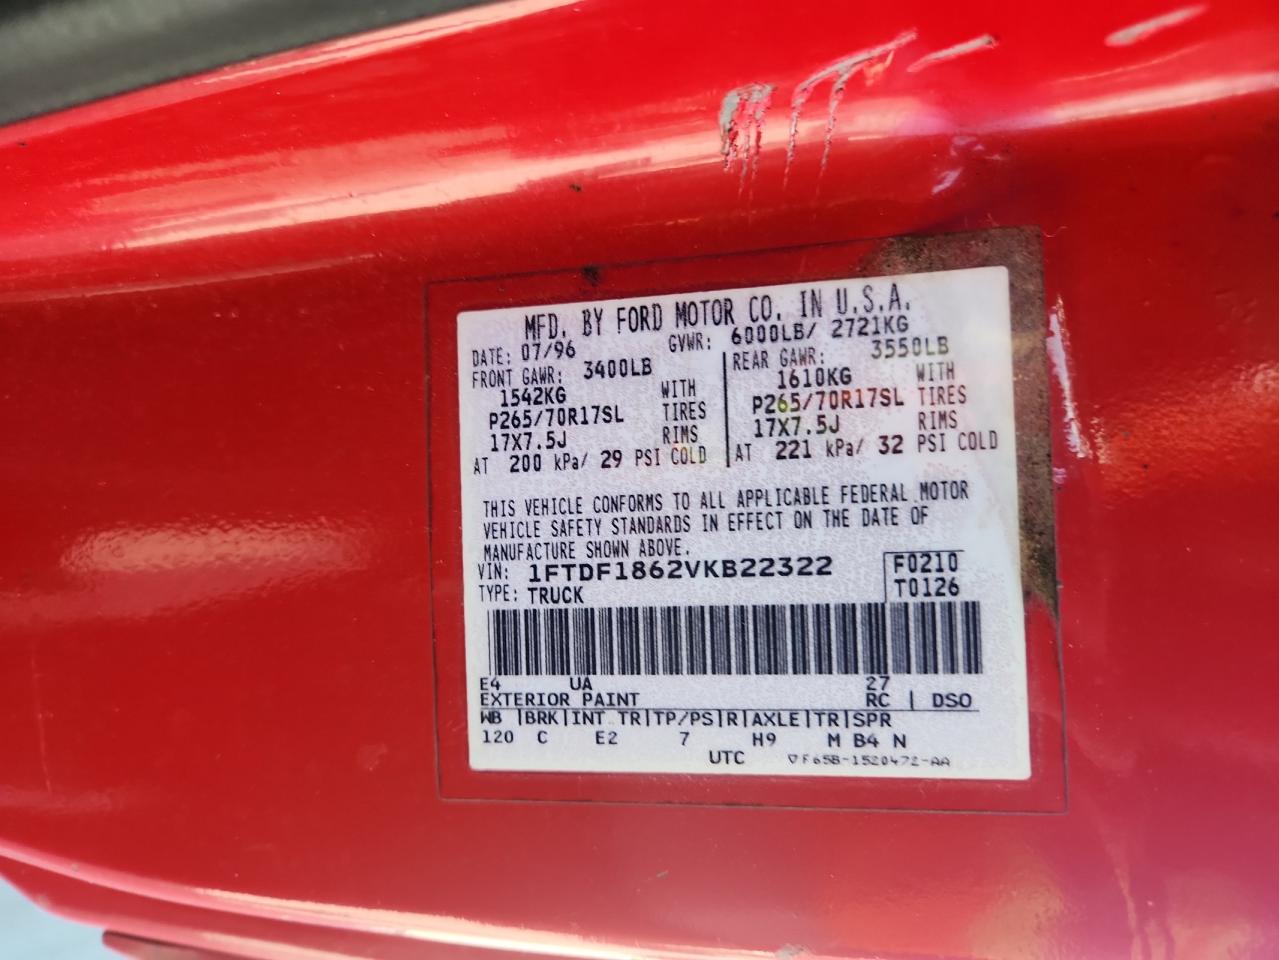 MFD. BY FORD MOTOR CO. IN U.S.A.
DATE: 07/96 GVWR: 6000LB/ 2721KG
FRONT GAWR: 3400LB REAR GAWR: 3550LB
1542KG WITH 1610KG WITH
P265/70R17SL TIRES P265/70R17SL TIRES
17X7.5J RIMS 17X7.5J RIMS
AT 200 kPa/ 29 PSI COLD AT 221 kPa/ 32 PSI COLD
THIS VEHICLE CONFORMS TO ALL APPLICABLE FEDERAL MOTOR
VEHICLE SAFETY STANDARDS IN EFFECT ON THE DATE OF
MANUFACTURE SHOWN ABOVE.
VIN: 1FTDF1862VKB22322 F0210
TYPE: TRUCK T0126
E4 UA 27
EXTERIOR PAINT RC | DSO
WB |BRK|INT TR|TP/PS|R|AXLE|TR|SPR
120 C E2 7 H9 M B4 N
UTC ▽F65B-1520472-AA